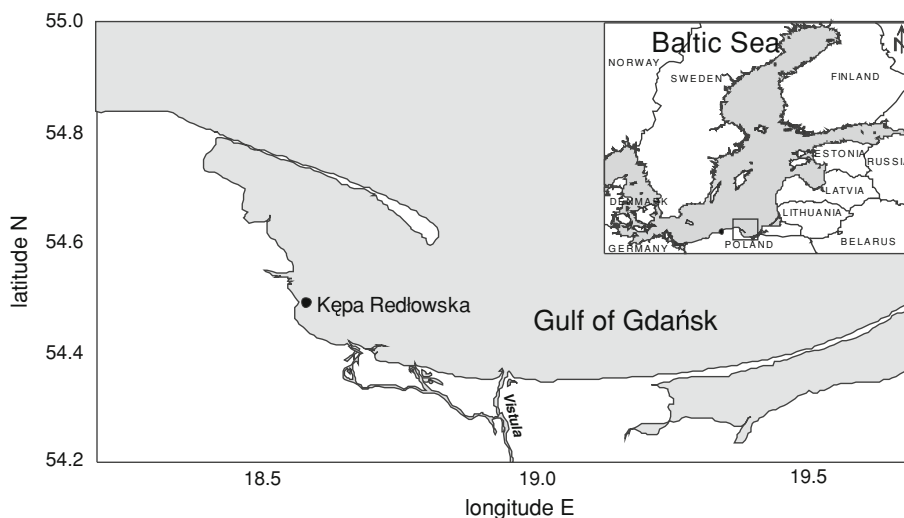 55.0
54.8
54.6
54.4
54.2
latitude N
18.5
19.0
19.5
longitude E
Kępa Redłowska
Gulf of Gdańsk
Vistula
Baltic Sea
N
NORWAY
SWEDEN
FINLAND
ESTONIA
RUSSIA
LATVIA
DENMARK
LITHUANIA
GERMANY
POLAND
BELARUS